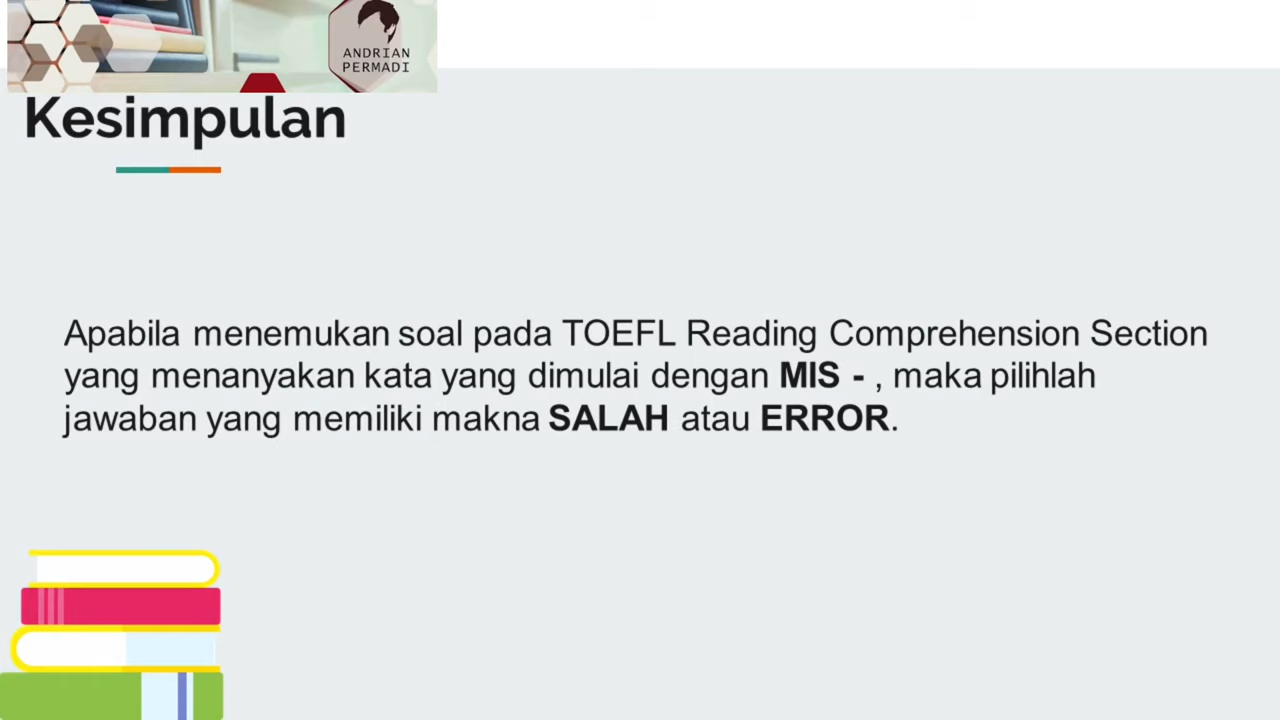 ANDRIAN
PERMADI
Kesimpulan
Apabila menemukan soal pada TOEFL Reading Comprehension Section
yang menanyakan kata yang dimulai dengan MIS - , maka pilihlah
jawaban yang memiliki makna SALAH atau ERROR.